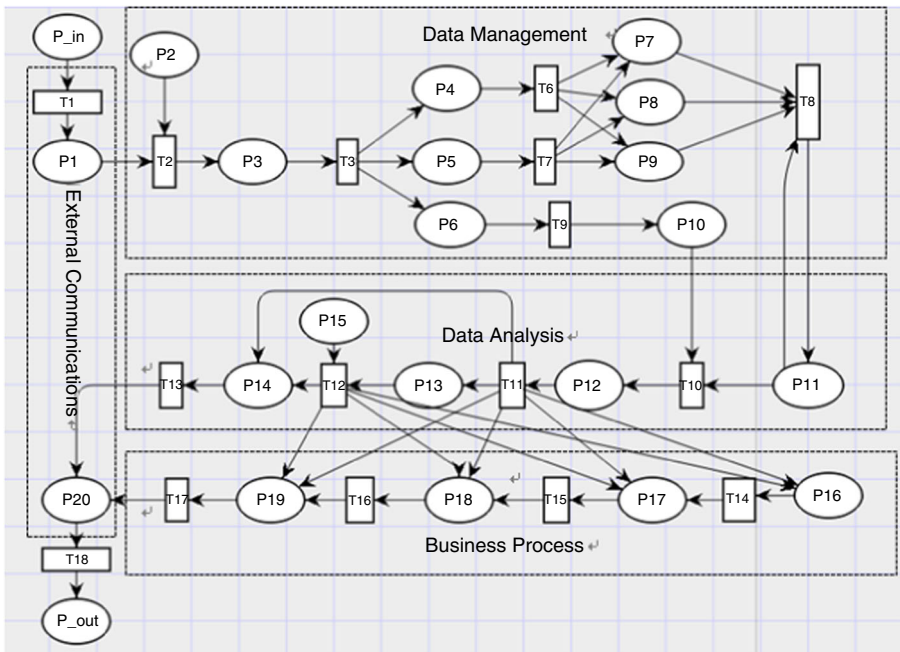 Data Management
P_in
P2
P7
P4
T6
P8
T8
T1
P1
T2
P3
T3
P5
T7
P9
P6
T9
P10
External Communications
P15
Data Analysis
T13
P14
T12
P13
T11
P12
T10
P11
P20
T17
P19
T16
P18
T15
P17
T14
P16
Business Process
T18
P_out